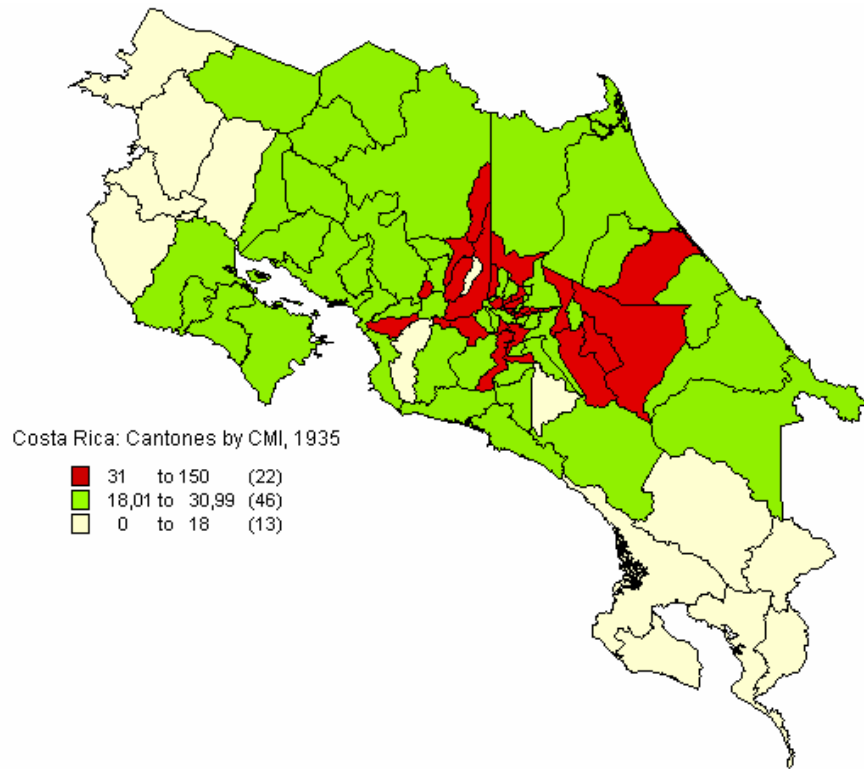 Costa Rica: Cantones by CMI, 1935
31 to 150 (22)
18,01 to 30,99 (46)
0 to 18 (13)